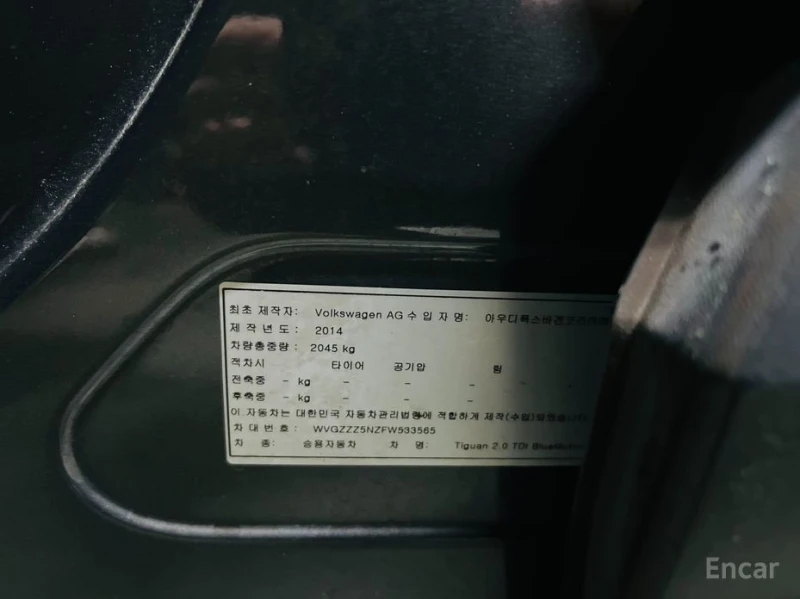 최초 제작자: Volkswagen AG 수 입 자 명: 아우디폭스바겐코리아
제 작 년 도 : 2014
차량총중량 : 2045 kg
적차시 타이어 공기압 림
전축중 - kg - - - - -
후축중 - kg - - -
이 자동차는 대한민국 자동차관리법령에 적합하게 제작(수입)되었습니다
차 대 번 호 : WVGZZZ5NZFW533565
차 종: 승용자동차 차 명: Tiguan 2.0 TDI
Encar